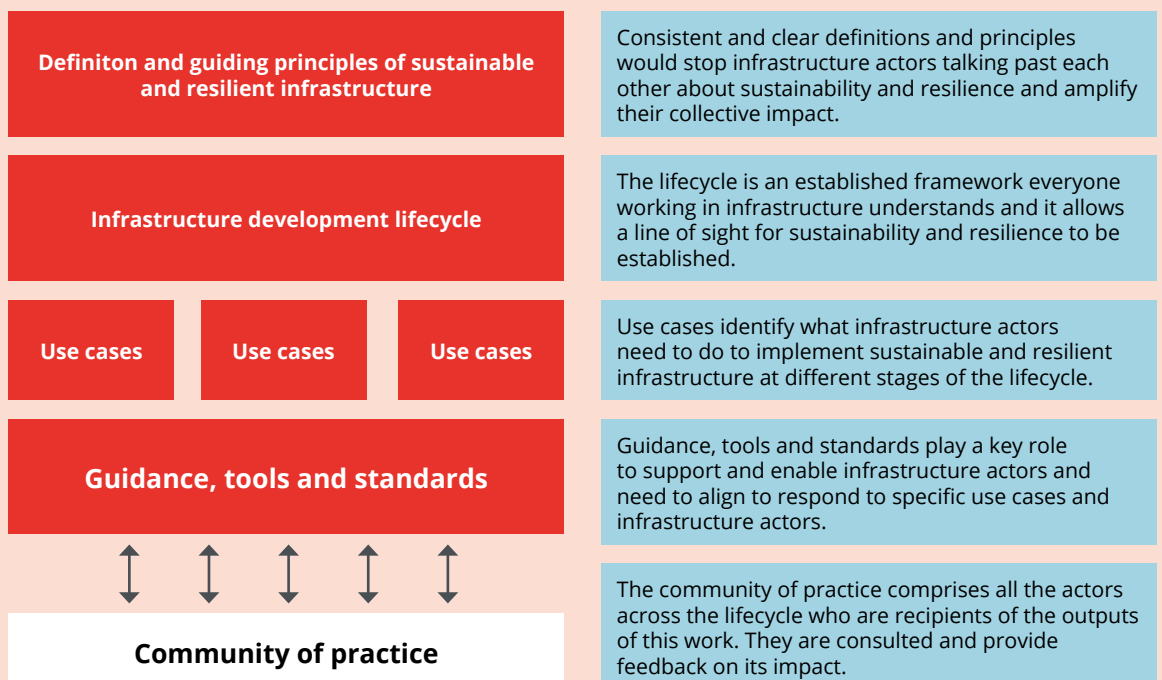 Definiton and guiding principles of sustainable
and resilient infrastructure
Consistent and clear definitions and principles
would stop infrastructure actors talking past each
other about sustainability and resilience and amplify
their collective impact.
Infrastructure development lifecycle
The lifecycle is an established framework everyone
working in infrastructure understands and it allows
a line of sight for sustainability and resilience to be
established.
Use cases
Use cases
Use cases
Use cases identify what infrastructure actors
need to do to implement sustainable and resilient
infrastructure at different stages of the lifecycle.
Guidance, tools and standards
Guidance, tools and standards play a key role
to support and enable infrastructure actors and
need to align to respond to specific use cases and
infrastructure actors.
Community of practice
The community of practice comprises all the actors
across the lifecycle who are recipients of the outputs
of this work. They are consulted and provide
feedback on its impact.